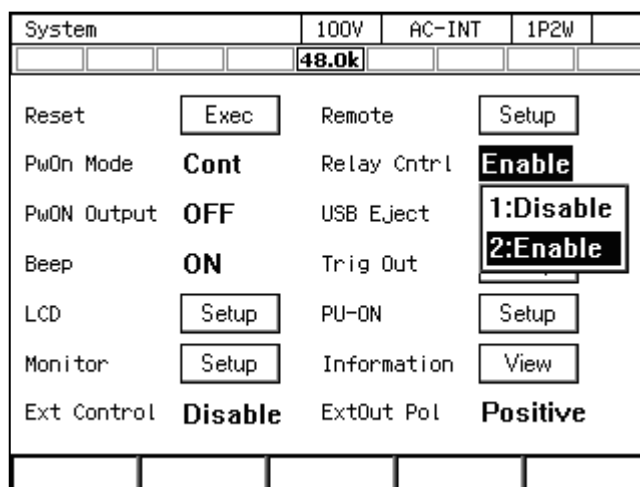 System 100V AC-INT 1P2W
48.0k
Reset Exec Remote Setup
PwOn Mode Cont Relay Cntrl Enable
PwON Output OFF USB Eject 1:Disable
2:Enable
Beep ON Trig Out
LCD Setup PU-ON Setup
Monitor Setup Information View
Ext Control Disable ExtOut Pol Positive